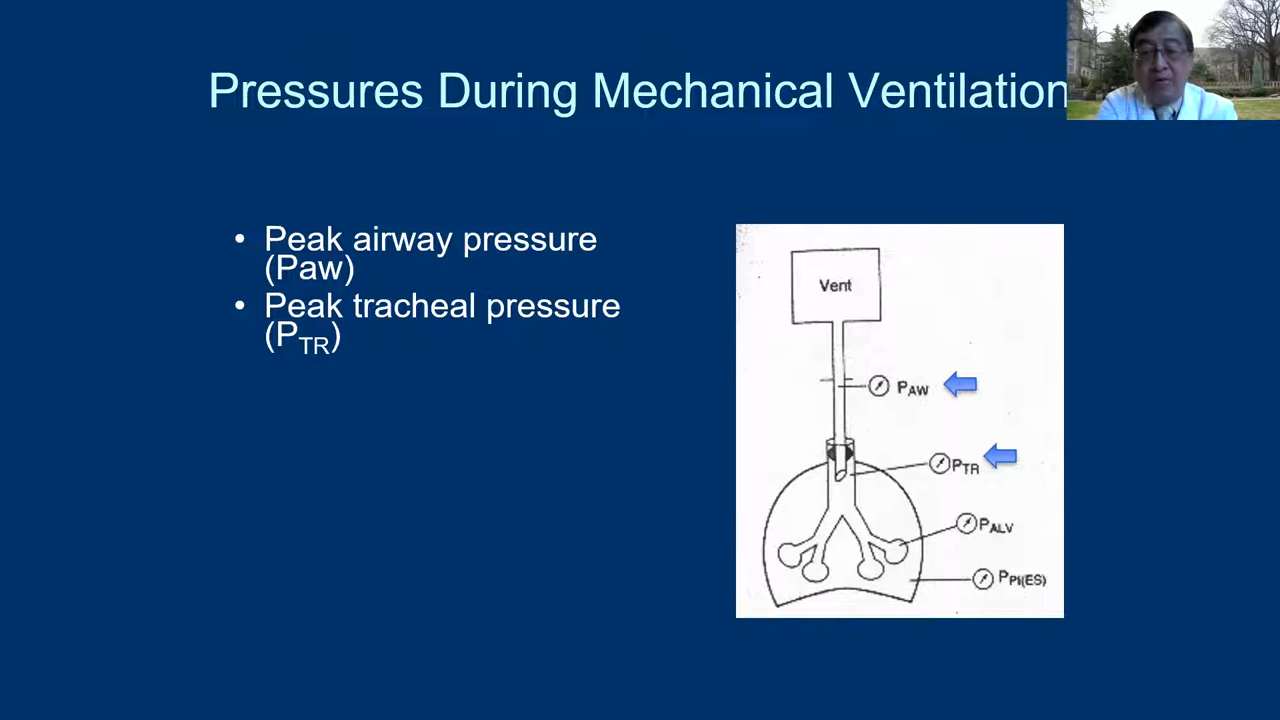 Pressures During Mechanical Ventilation
• Peak airway pressure
(Paw)
• Peak tracheal pressure
(PTR)
Vent
PAW
PTR
PALV
PPl(ES)